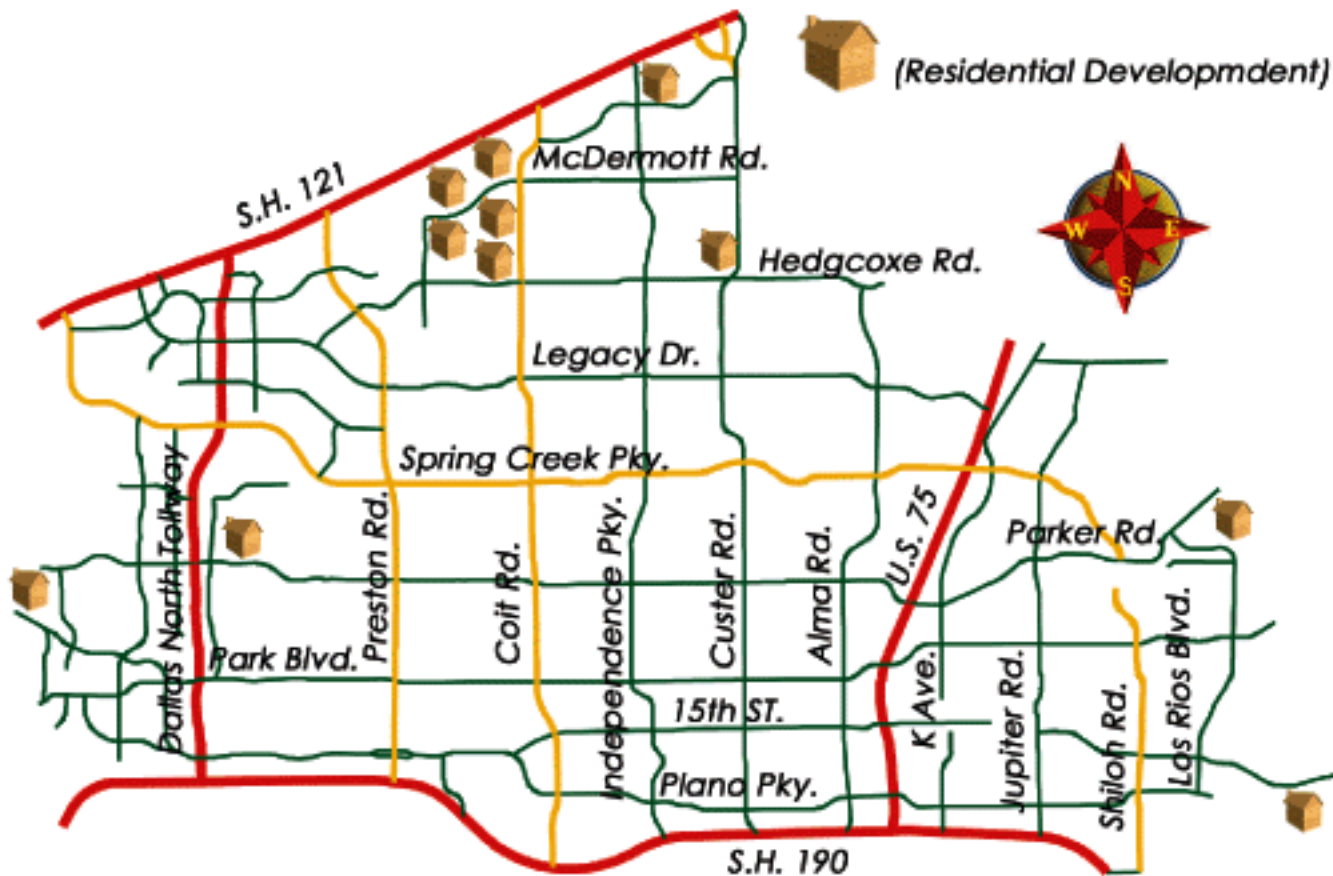 (Residential Developmdent)
McDermott Rd.
S.H. 121
N
W
E
S
Hedgcoxe Rd.
Legacy Dr.
Spring Creek Pky.
Dallas North Tollway
Preston Rd.
Coit Rd.
Independence Pky.
Custer Rd.
Alma Rd.
U.S. 75
Parker Rd.
Park Blvd.
15th ST.
K Ave.
Jupiter Rd.
Shilon Rd.
Los Rios Blvd.
Plano Pky.
S.H. 190